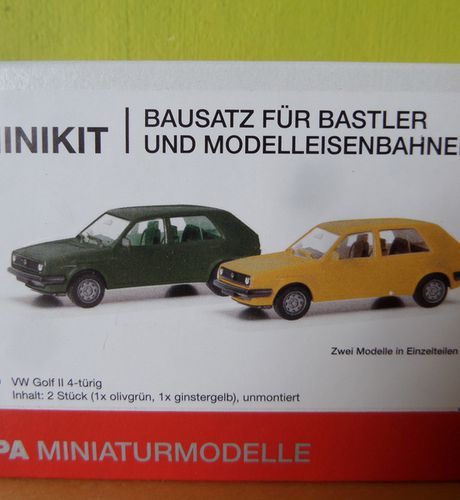 INIKIT
BAUSATZ FÜR BASTLER
UND MODELLEISENBAHNE
Zwei Modelle in Einzelteilen
VW Golf II 4-türig
Inhalt: 2 Stück (1x olivgrün, 1x ginstergelb), unmontiert
PA MINIATURMODELLE